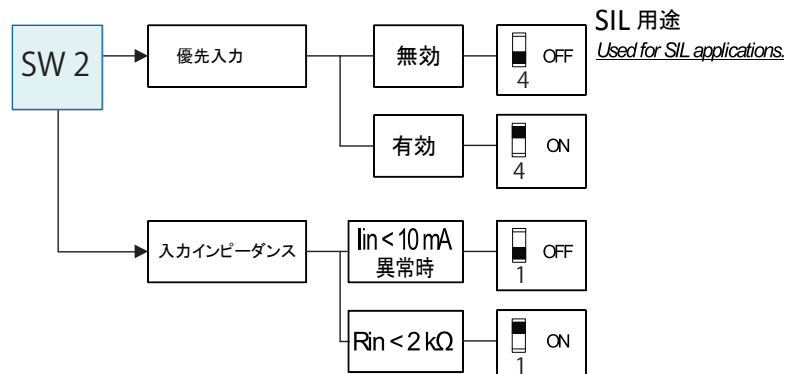 SW 2
優先入力
無効
OFF
4
SIL 用途
Used for SIL applications.
有効
ON
4
入力インピーダンス
Iin < 10 mA
異常時
OFF
1
Rin < 2 kΩ
ON
1